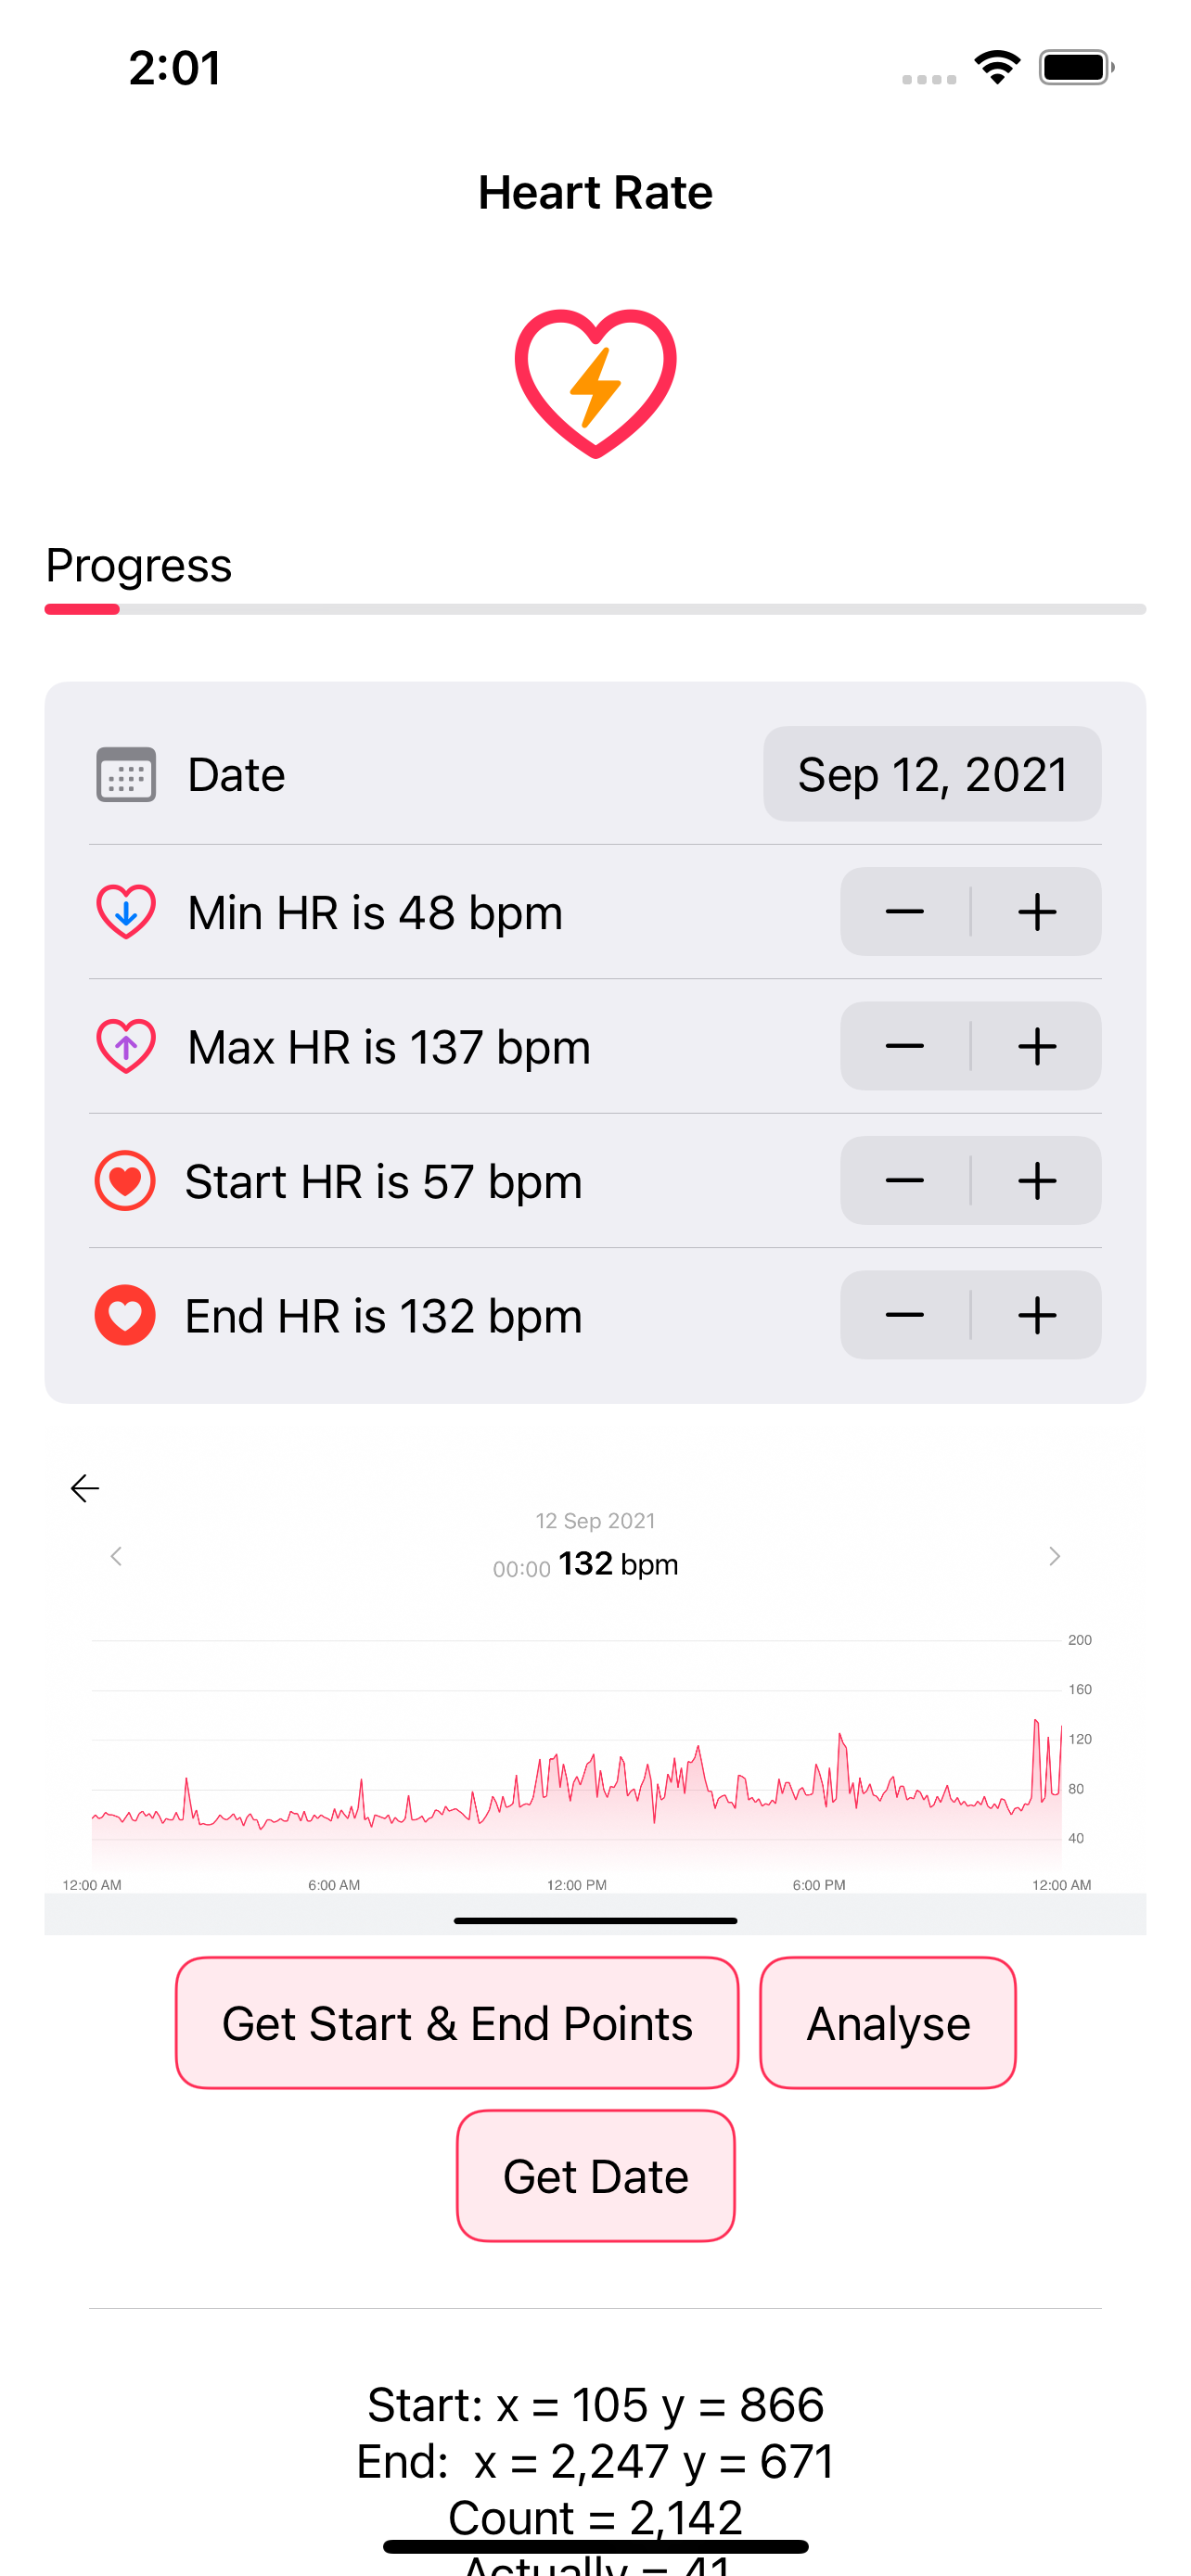 2:01
Heart Rate
Progress
Date Sep 12, 2021
Min HR is 48 bpm
Max HR is 137 bpm
Start HR is 57 bpm
End HR is 132 bpm
12 Sep 2021
00:00 132 bpm
200
160
120
80
40
12:00 AM 6:00 AM 12:00 PM 6:00 PM 12:00 AM
Get Start & End Points Analyse
Get Date
Start: x = 105 y = 866
End: x = 2,247 y = 671
Count = 2,142
Actually = 41